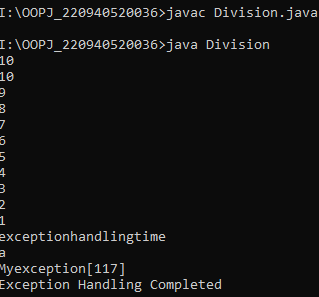 I:\OOPJ_220940520036>javac Division.java
I:\OOPJ_220940520036>java Division
10
10
9
8
7
6
5
4
3
2
1
exceptionhandlingtime
a
Myexception[117]
Exception Handling Completed